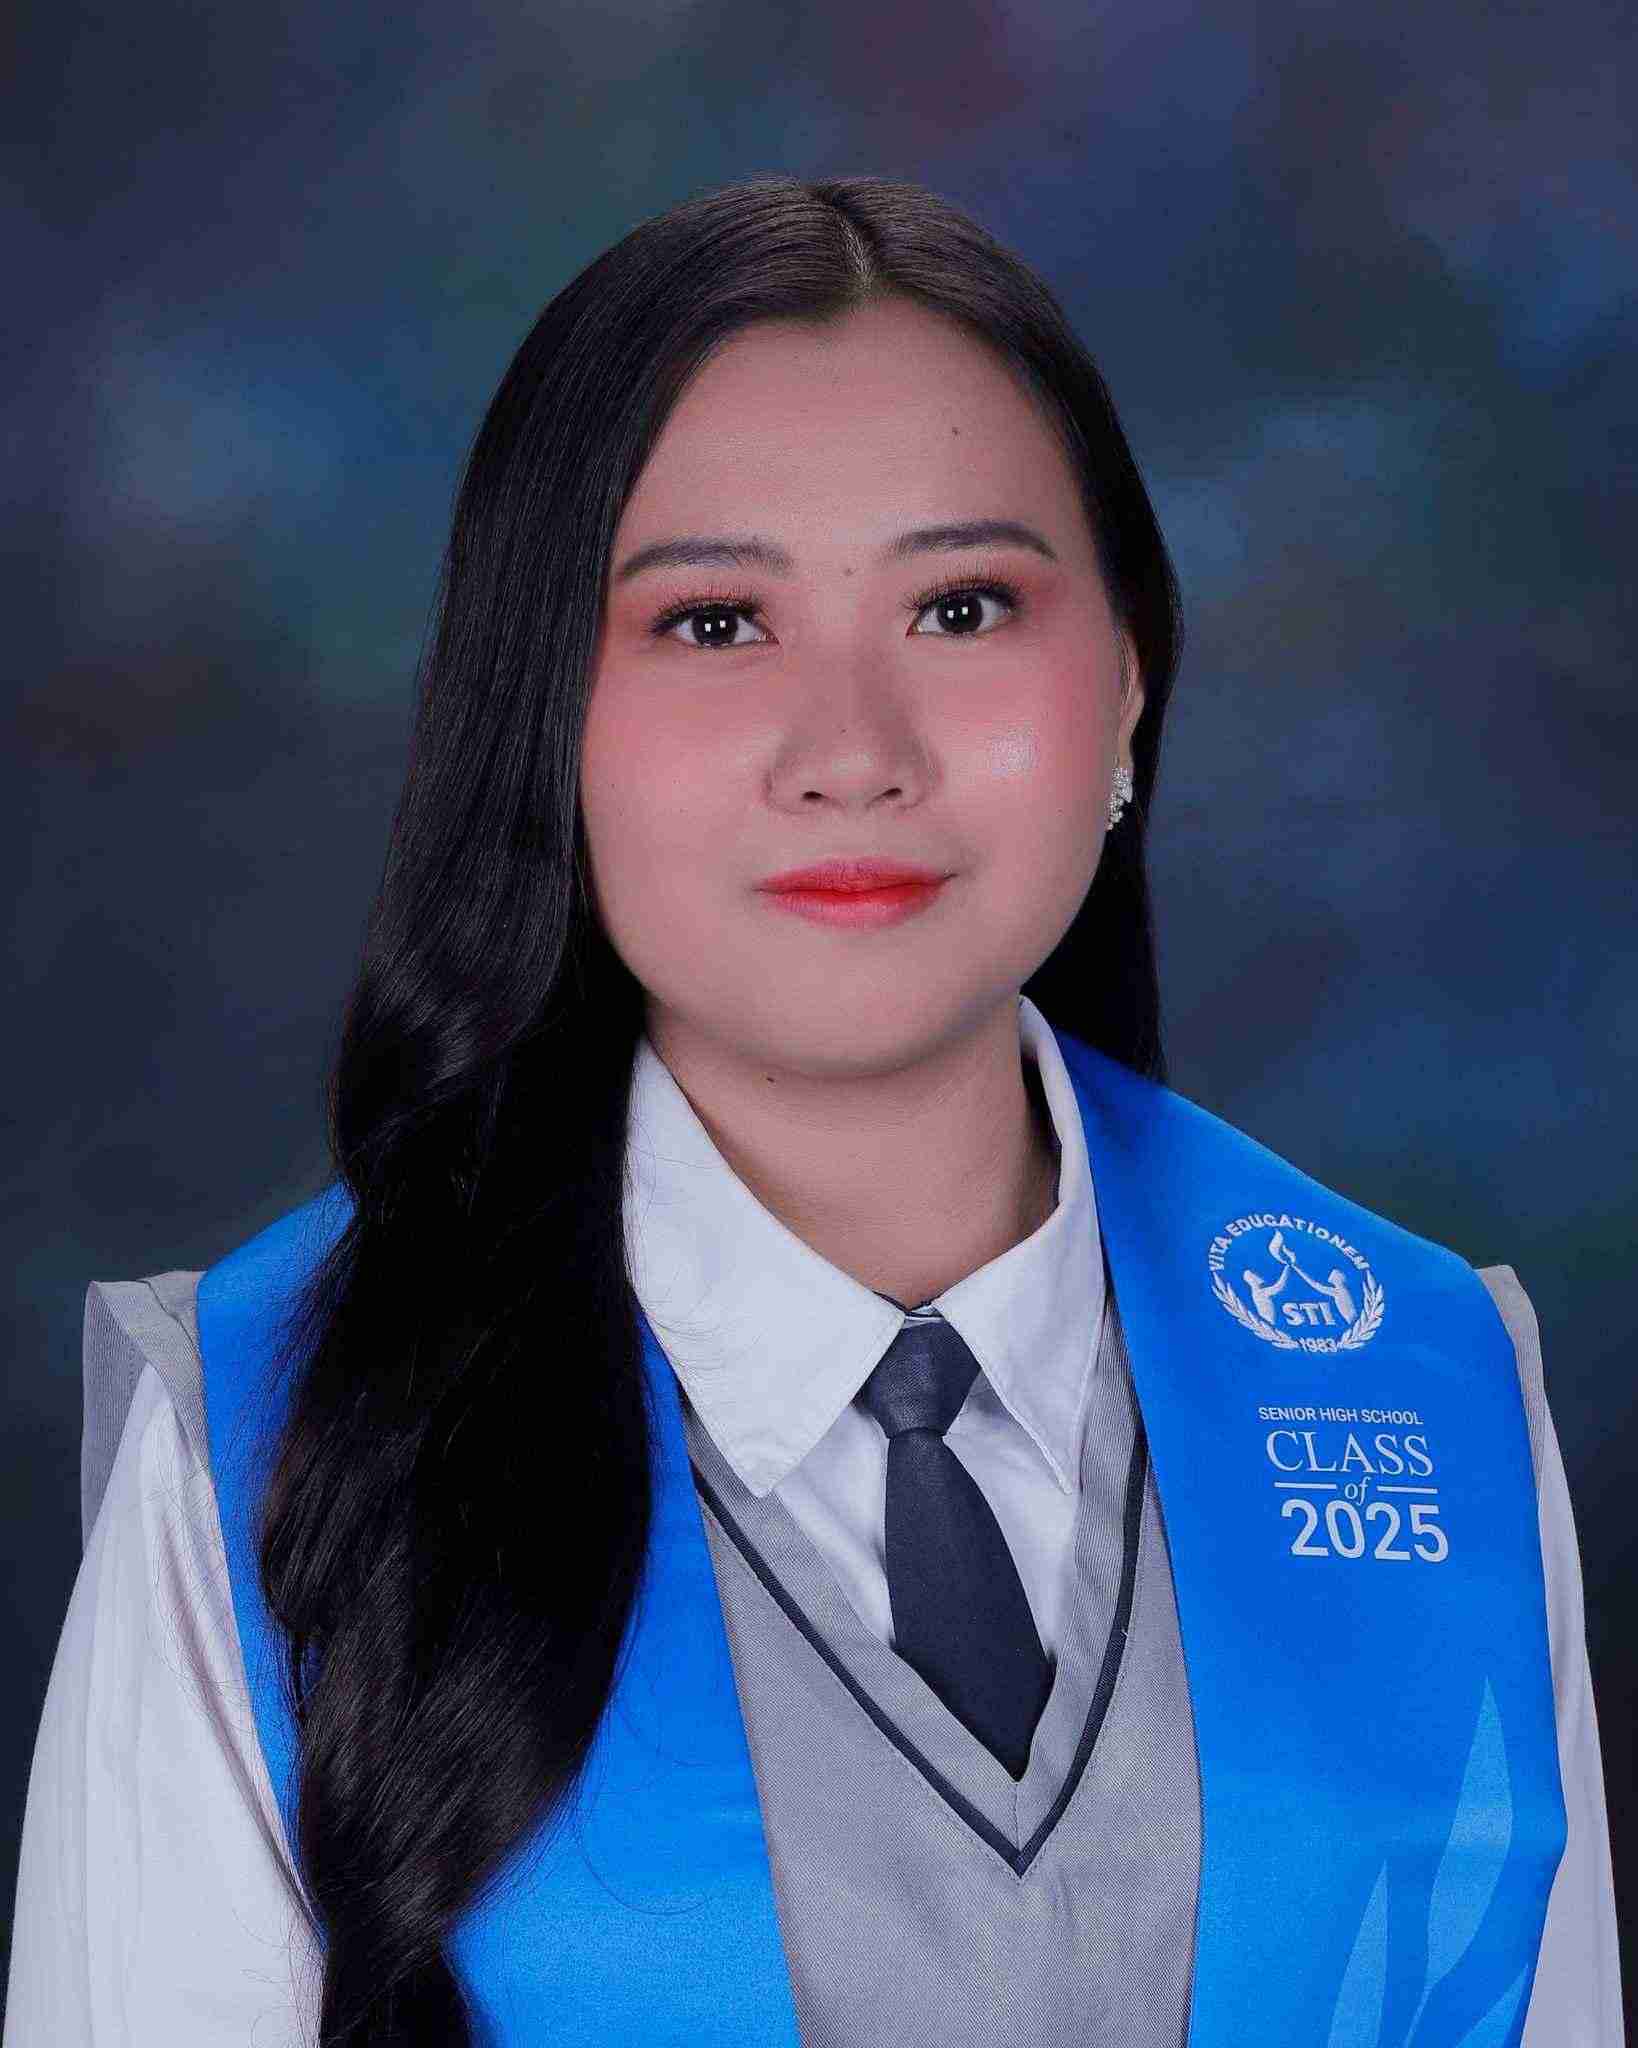 VITA EDUCATIONEM
STI
1983
SENIOR HIGH SCHOOL
CLASS
of
2025